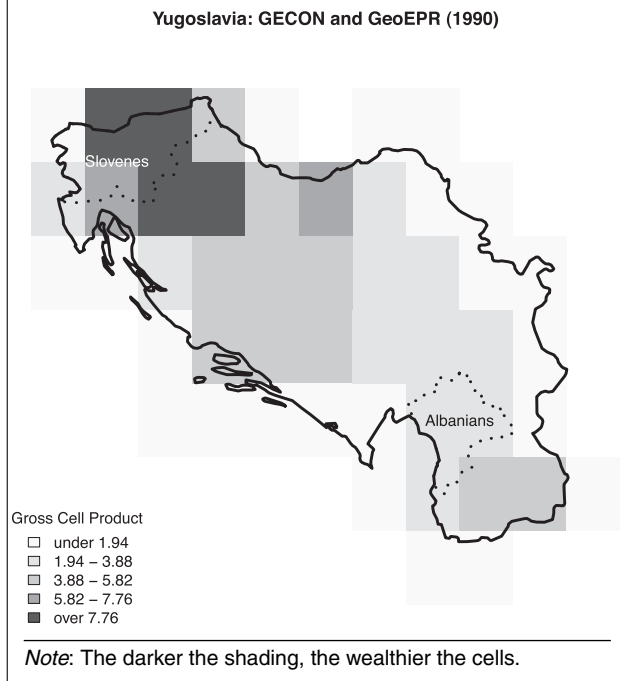 Yugoslavia: GECON and GeoEPR (1990)
Slovenes
Albanians
Gross Cell Product
under 1.94
1.94 – 3.88
3.88 – 5.82
5.82 – 7.76
over 7.76
Note: The darker the shading, the wealthier the cells.